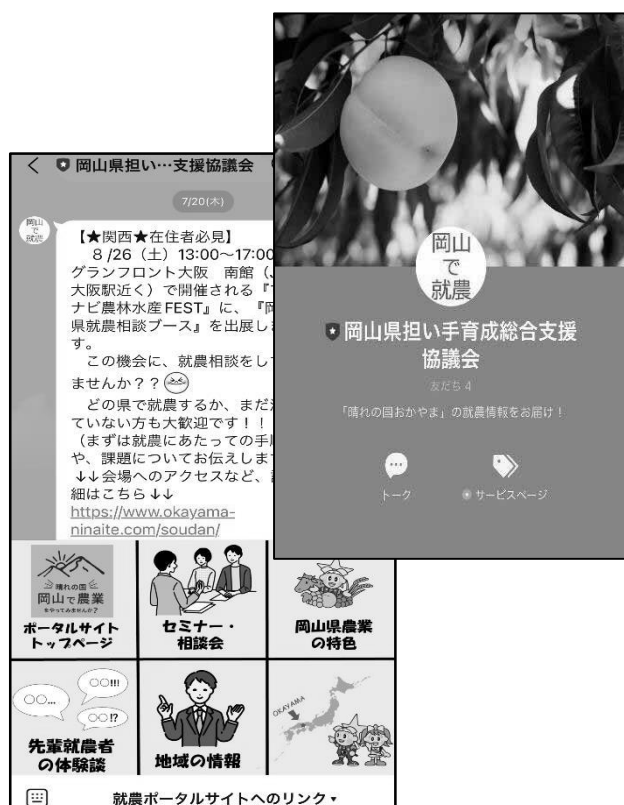 岡山県担い…支援協議会
7/20(木)
岡山
で
就農
【★関西★在住者必見】
8/26(土)13:00~17:00
グランフロント大阪 南館(
大阪駅近く)で開催される『
ナビ農林水産FEST』に、『
県就農相談ブース』を出展し
す。
この機会に、就農相談をし
ませんか??
どの県で就農するか、まだ
ていない方も大歓迎です!!
(まずは就農にあたっての手
や、課題についてお伝えしま
↓↓会場へのアクセスなど、
細はこちら↓↓
https://www.okayama-
ninaite.com/soudan/
晴れの国
岡山で農業
をやってみませんか?
ポータルサイト
トップページ
セミナー・
相談会
岡山県農業
の特色
○○…
○○!!!
○○!?
先輩就農者
の体験談
地域の情報
OKAYAMA
就農ポータルサイトへのリンク▾
岡山
で
就農
岡山県担い手育成総合支援
協議会
友だち 4
「晴れの国おかやま」の就農情報をお届け!
トーク
サービスページ